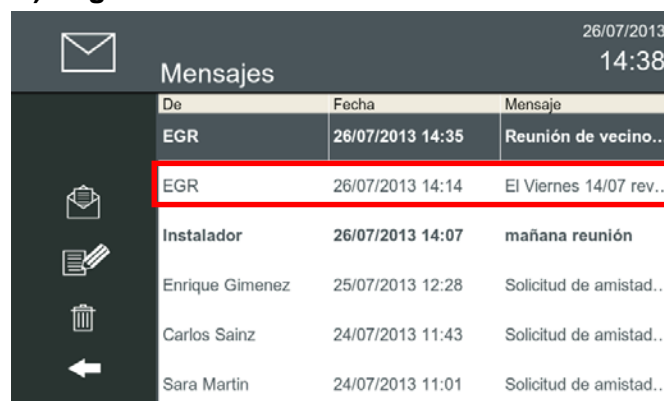 26/07/2013
14:38
Mensajes
De Fecha Mensaje
EGR 26/07/2013 14:35 Reunión de vecino..
EGR 26/07/2013 14:14 El Viernes 14/07 rev..
Instalador 26/07/2013 14:07 mañana reunión
Enrique Gimenez 25/07/2013 12:28 Solicitud de amistad..
Carlos Sainz 24/07/2013 11:43 Solicitud de amistad..
Sara Martin 24/07/2013 11:01 Solicitud de amistad..